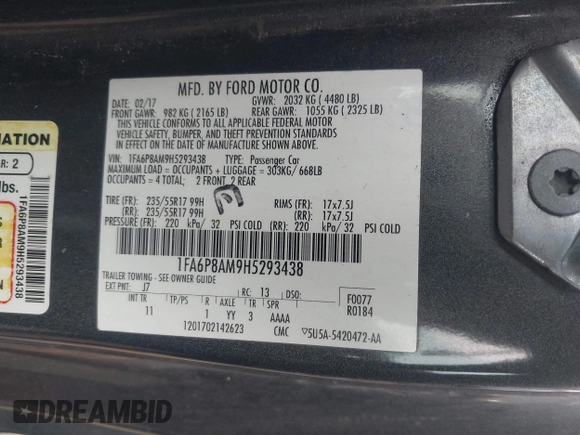 MFD. BY FORD MOTOR CO.
DATE: 02/17 GVWR: 2032 KG ( 4480 LB)
FRONT GAWR: 982 KG ( 2165 LB) REAR GAWR: 1055 KG ( 2325 LB)
THIS VEHICLE CONFORMS TO ALL APPLICABLE FEDERAL MOTOR
VEHICLE SAFETY, BUMPER, AND THEFT PREVENTION STANDARDS
IN EFFECT ON THE DATE OF MANUFACTURE SHOWN ABOVE.
VIN: 1FA6P8AM9H5293438 TYPE: Passenger Car
MAXIMUM LOAD = OCCUPANTS + LUGGAGE = 303KG/ 668LB
OCCUPANTS = 4 TOTAL; 2 FRONT 2 REAR
TIRE (FR): 235/55R17 99H RIMS (FR): 17x7.5J
(RR): 235/55R17 99H (RR): 17x7.5J
PRESSURE (FR): 220 kPa/ 32 PSI COLD (RR): 220 kPa/ 32 PSI COLD
1FA6P8AM9H5293438
TRAILER TOWING - SEE OWNER GUIDE
EXT PNT: J7 RC: 13 DSO: F0077
INT TR TP/PS R AXLE TR SPR R0184
11 1 YY 3 AAAA
1201702142623 CMC 5U5A-5420472-AA
MATION
R: 2
lbs.
1FA6P8AM9H5293438
DREAMBID